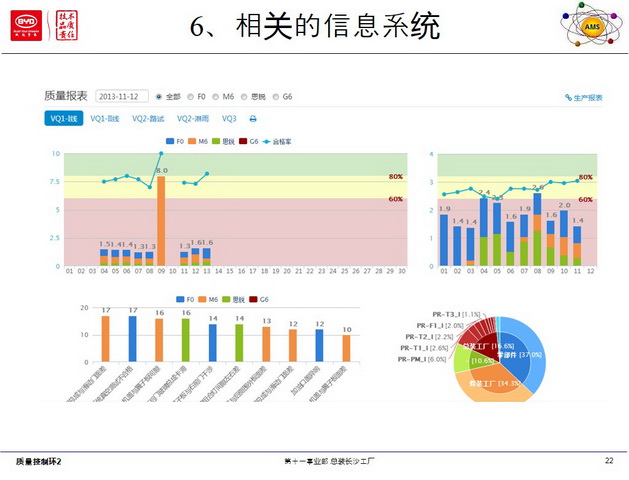 BYD
技术
品质
责任
6、相关的信息系统
AMS
质量报表 2013-11-12 全部 F0 M6 思锐 G6 生产报表
VQ1-I线 VQ1-II线 VQ2-路试 VQ2-淋雨 VQ3
F0 M6 思锐 G6 合格率
10 7.5 5 2.5 0
80%
60%
8.0
1.5 1.4 1.4 1.3 1.3 1.3 1.6 1.6
01 02 03 04 05 06 07 08 09 10 11 12 13 14 15 16 17 18 19 20 21 22 23 24 25 26 27 28 29 30
4 3 2 1 0
80%
60%
1.9 1.4 1.4 2.4 2.3 1.6 1.9 2.6 1.6 2.0 1.4
01 02 03 04 05 06 07 08 09 10 11 12
F0 M6 思锐 G6
20 10 0
17 17 16 16 14 14 13 12 12 10
PR-T3_I [1.1%]
PR-F1_I [2.0%]
PR-T2_I [2.2%]
PR-T1_I [2.6%]
PR-PM_I [6.0%]
总装工厂 [16.6%]
零部件 [37.0%]
[10.6%]
焊装工厂 [34.3%]
质量控制环2
第十一事业部 总装长沙工厂
22